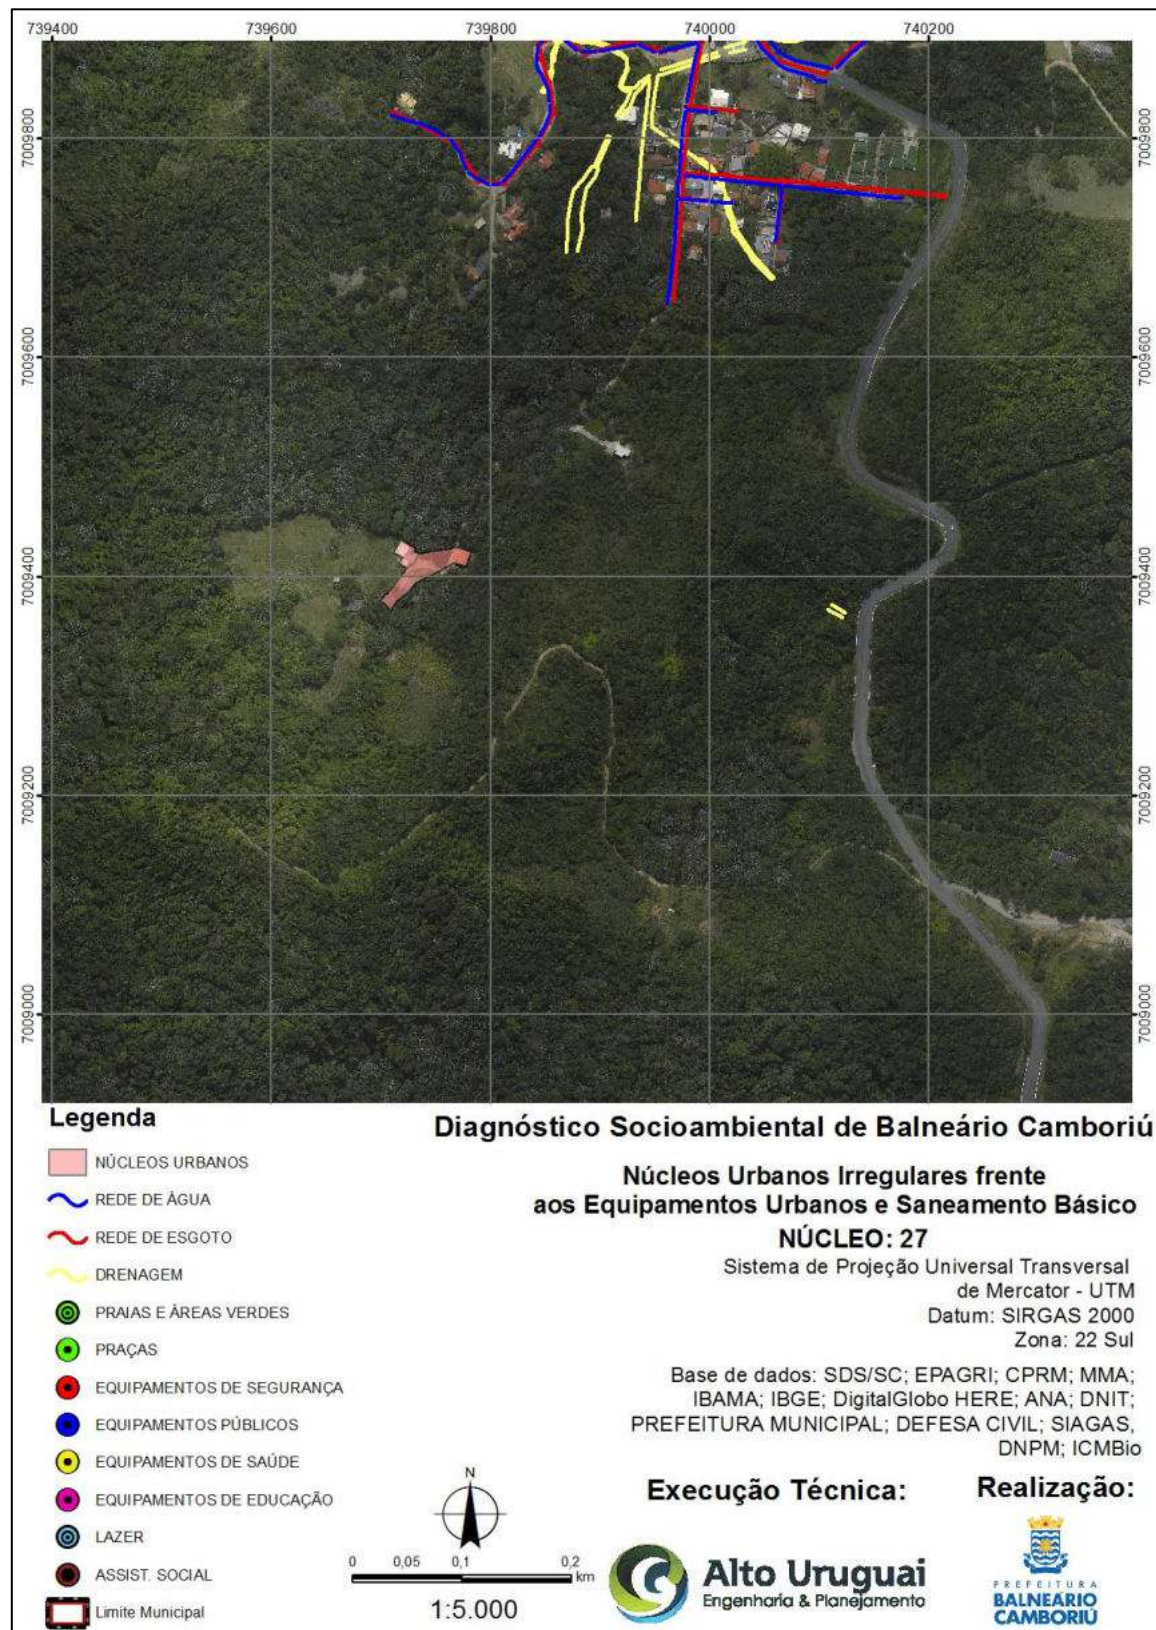 739400 739600 739800 740000 740200
7009800 7009800
7009600 7009600
7009400 7009400
7009200 7009200
7009000 7009000
Legenda
NÚCLEOS URBANOS
REDE DE ÁGUA
REDE DE ESGOTO
DRENAGEM
PRAIAS E ÁREAS VERDES
PRAÇAS
EQUIPAMENTOS DE SEGURANÇA
EQUIPAMENTOS PÚBLICOS
EQUIPAMENTOS DE SAÚDE
EQUIPAMENTOS DE EDUCAÇÃO
LAZER
ASSIST. SOCIAL
Limite Municipal
Diagnóstico Socioambiental de Balneário Camboriú
Núcleos Urbanos Irregulares frente
aos Equipamentos Urbanos e Saneamento Básico
NÚCLEO: 27
Sistema de Projeção Universal Transversal
de Mercator - UTM
Datum: SIRGAS 2000
Zona: 22 Sul
Base de dados: SDS/SC; EPAGRI; CPRM; MMA;
IBAMA; IBGE; DigitalGlobo HERE; ANA; DNIT;
PREFEITURA MUNICIPAL; DEFESA CIVIL; SIAGAS,
DNPM; ICMBio
N
0 0,05 0,1 0,2
km
1:5.000
Execução Técnica:
Alto Uruguai
Engenharia & Planejamento
Realização:
PREFEITURA
BALNEÁRIO
CAMBORIÚ